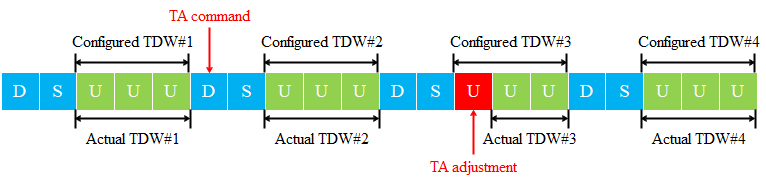 TA command
Configured TDW#1 Configured TDW#2 Configured TDW#3 Configured TDW#4
D S U U U D S U U U D S U U U D S U U U
Actual TDW#1 Actual TDW#2 Actual TDW#3 Actual TDW#4
TA adjustment